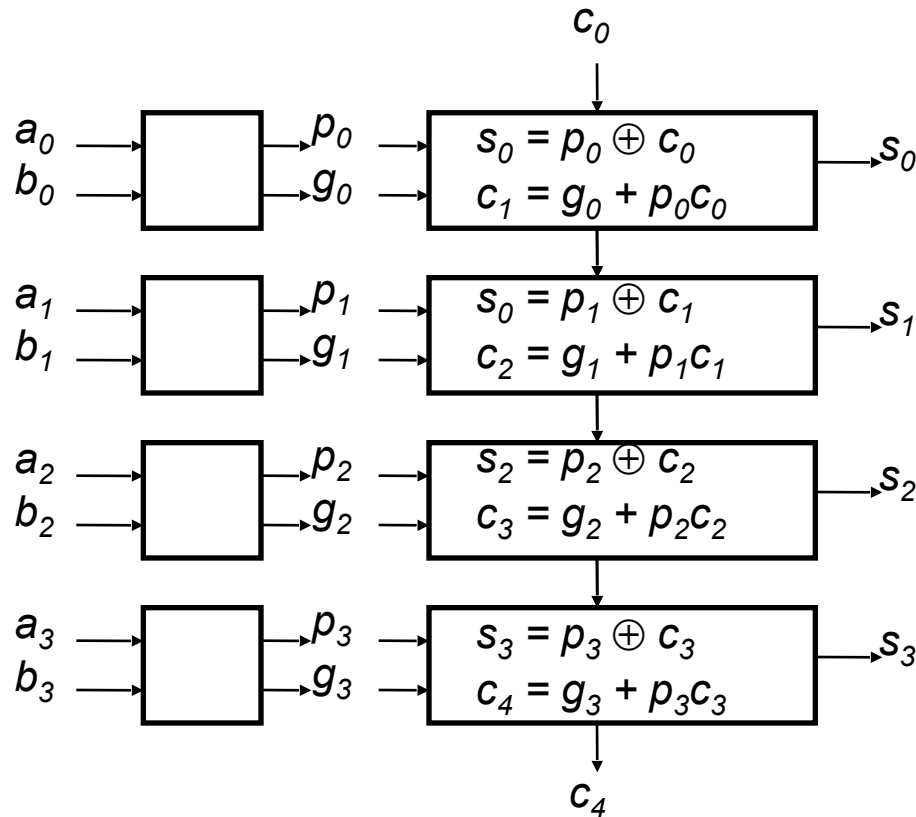 c₀
a₀ p₀ s₀ = p₀ ⊕ c₀ s₀
b₀ g₀ c₁ = g₀ + p₀c₀
a₁ p₁ s₀ = p₁ ⊕ c₁ s₁
b₁ g₁ c₂ = g₁ + p₁c₁
a₂ p₂ s₂ = p₂ ⊕ c₂ s₂
b₂ g₂ c₃ = g₂ + p₂c₂
a₃ p₃ s₃ = p₃ ⊕ c₃ s₃
b₃ g₃ c₄ = g₃ + p₃c₃
c₄